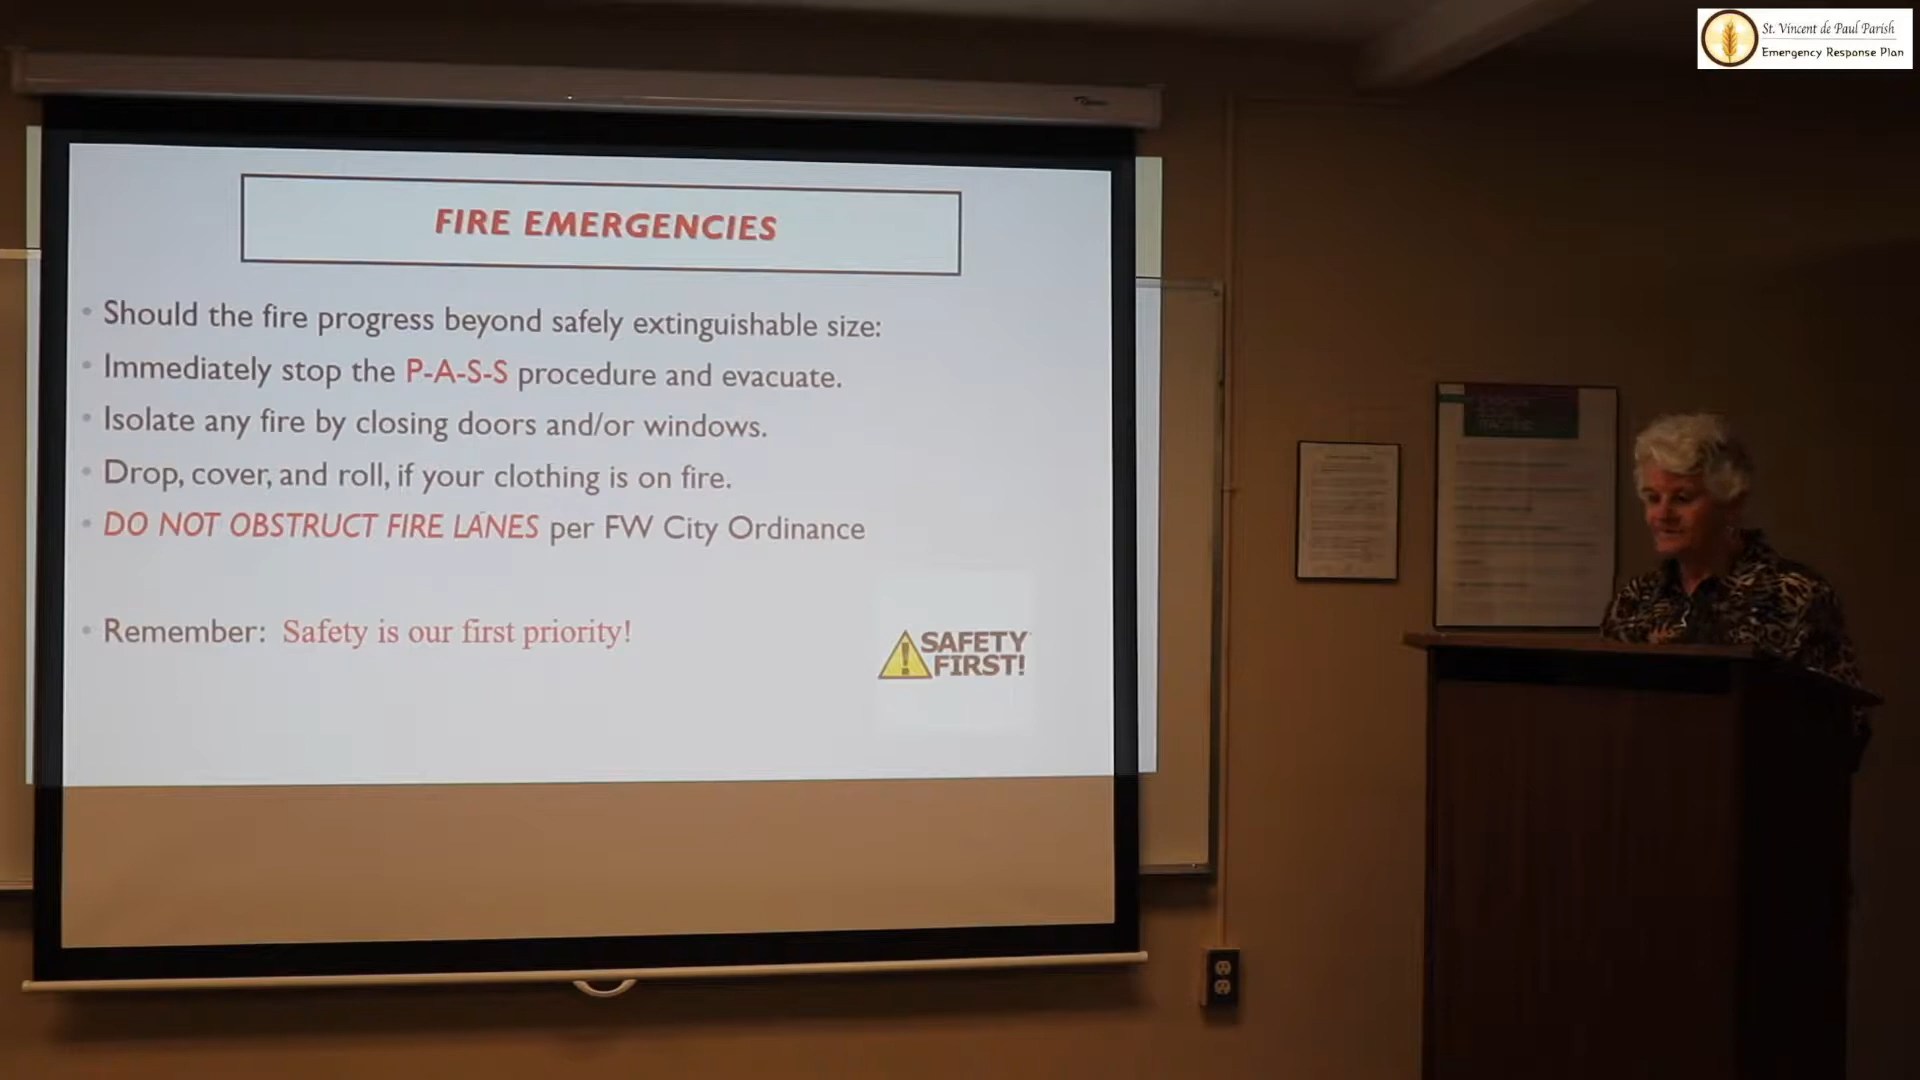 St. Vincent de Paul Parish
Emergency Response Plan
FIRE EMERGENCIES
• Should the fire progress beyond safely extinguishable size:
• Immediately stop the P-A-S-S procedure and evacuate.
• Isolate any fire by closing doors and/or windows.
• Drop, cover, and roll, if your clothing is on fire.
• DO NOT OBSTRUCT FIRE LANES per FW City Ordinance
• Remember: Safety is our first priority!
SAFETY
FIRST!